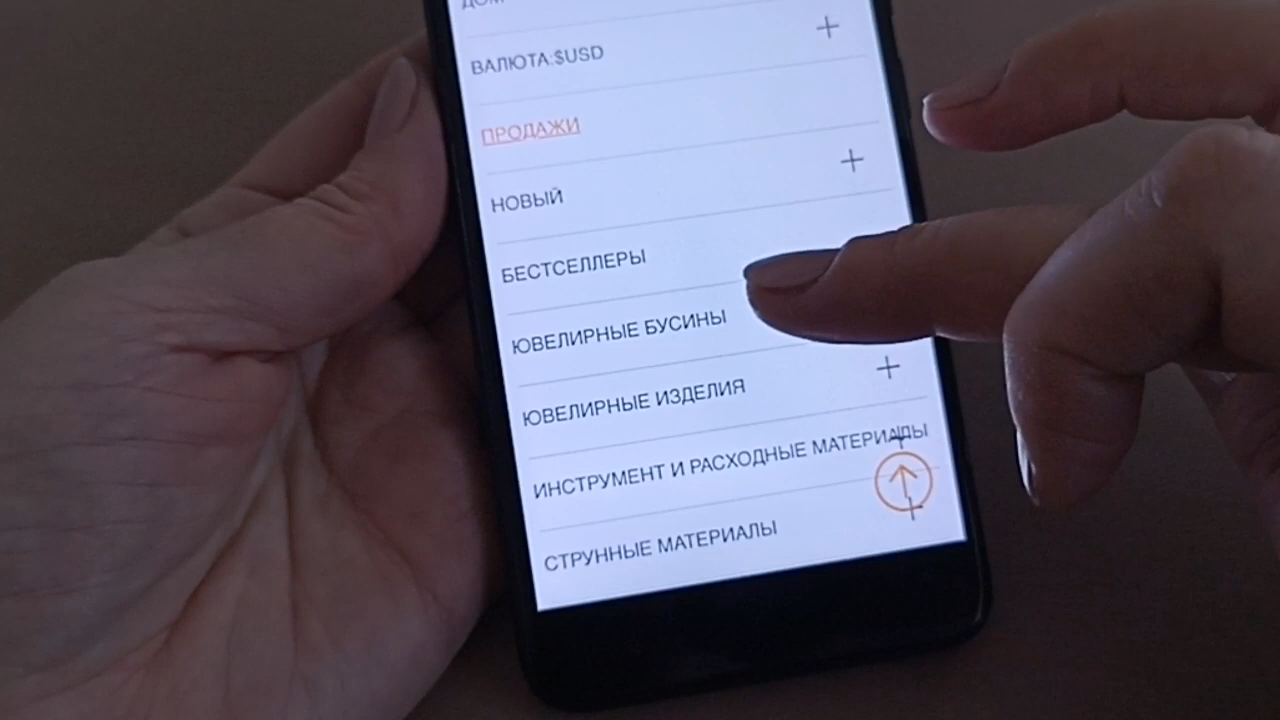 ДОМ
ВАЛЮТА:$USD
ПРОДАЖИ
НОВЫЙ
БЕСТСЕЛЛЕРЫ
ЮВЕЛИРНЫЕ БУСИНЫ
ЮВЕЛИРНЫЕ ИЗДЕЛИЯ
ИНСТРУМЕНТ И РАСХОДНЫЕ МАТЕРИАЛЫ
СТРУННЫЕ МАТЕРИАЛЫ